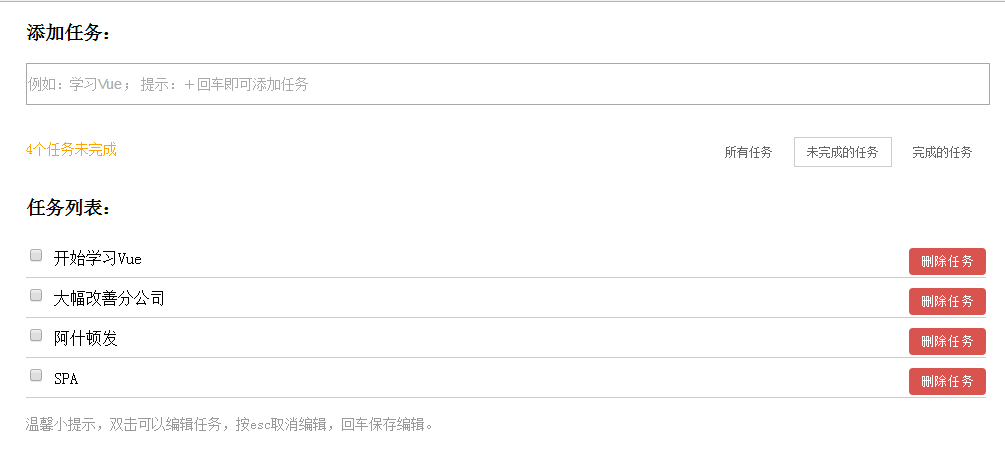 添加任务：
例如：学习Vue； 提示：＋回车即可添加任务
4个任务未完成
所有任务 未完成的任务 完成的任务
任务列表：
开始学习Vue 删除任务
大幅改善分公司 删除任务
阿什顿发 删除任务
SPA 删除任务
温馨小提示，双击可以编辑任务，按esc取消编辑，回车保存编辑。